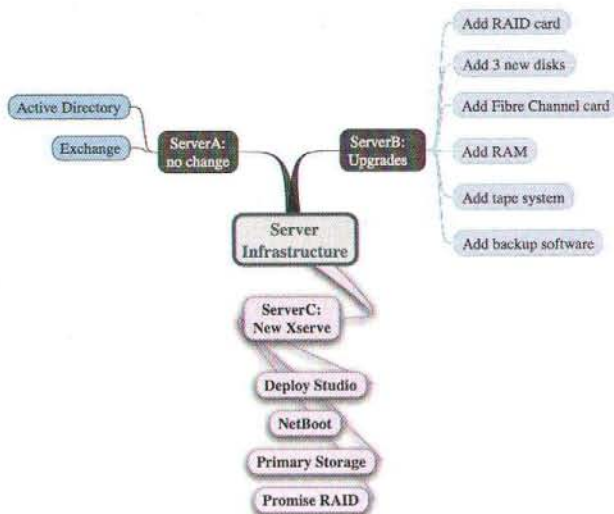 Active Directory
Exchange
ServerA:
no change
ServerB:
Upgrades
Add RAID card
Add 3 new disks
Add Fibre Channel card
Add RAM
Add tape system
Add backup software
Server
Infrastructure
ServerC:
New Xserve
Deploy Studio
NetBoot
Primary Storage
Promise RAID